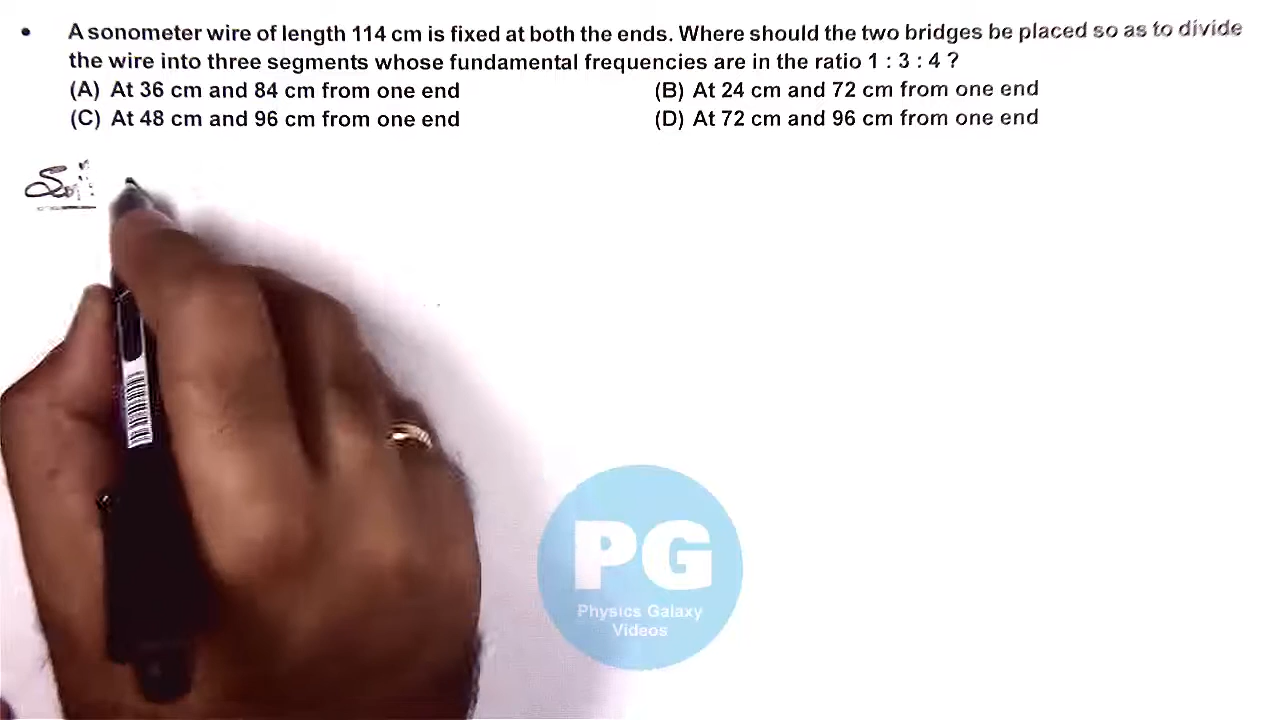 • A sonometer wire of length 114 cm is fixed at both the ends. Where should the two bridges be placed so as to divide
the wire into three segments whose fundamental frequencies are in the ratio 1 : 3 : 4 ?
(A) At 36 cm and 84 cm from one end (B) At 24 cm and 72 cm from one end
(C) At 48 cm and 96 cm from one end (D) At 72 cm and 96 cm from one end
PG
Physics Galaxy
Videos